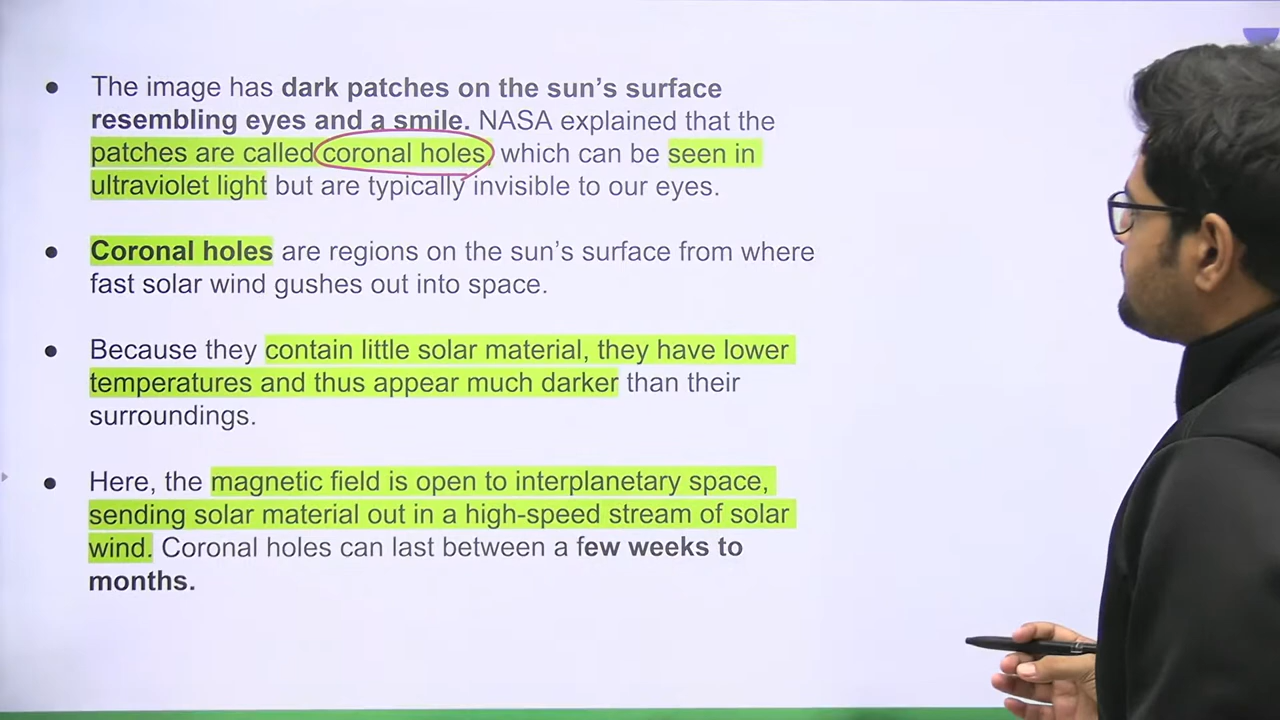 The image has dark patches on the sun's surface
resembling eyes and a smile. NASA explained that the
patches are called coronal holes, which can be seen in
ultraviolet light but are typically invisible to our eyes.
Coronal holes are regions on the sun's surface from where
fast solar wind gushes out into space.
Because they contain little solar material, they have lower
temperatures and thus appear much darker than their
surroundings.
Here, the magnetic field is open to interplanetary space,
sending solar material out in a high-speed stream of solar
wind. Coronal holes can last between a few weeks to
months.